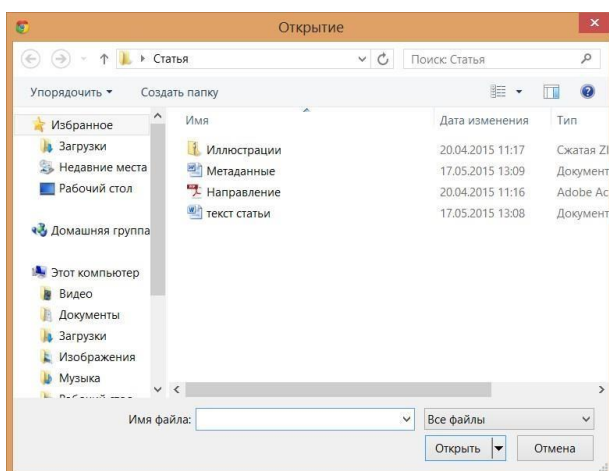 Открытие
Статья
Поиск: Статья
Упорядочить
Создать папку
Избранное
Загрузки
Недавние места
Рабочий стол
Домашняя группа
Этот компьютер
Видео
Документы
Загрузки
Изображения
Музыка
Имя Дата изменения Тип
Иллюстрации 20.04.2015 11:17 Сжатая ZI
Метаданные 17.05.2015 13:09 Документ
Направление 20.04.2015 11:16 Adobe Ac
текст статьи 17.05.2015 13:08 Документ
Имя файла:
Все файлы
Открыть
Отмена